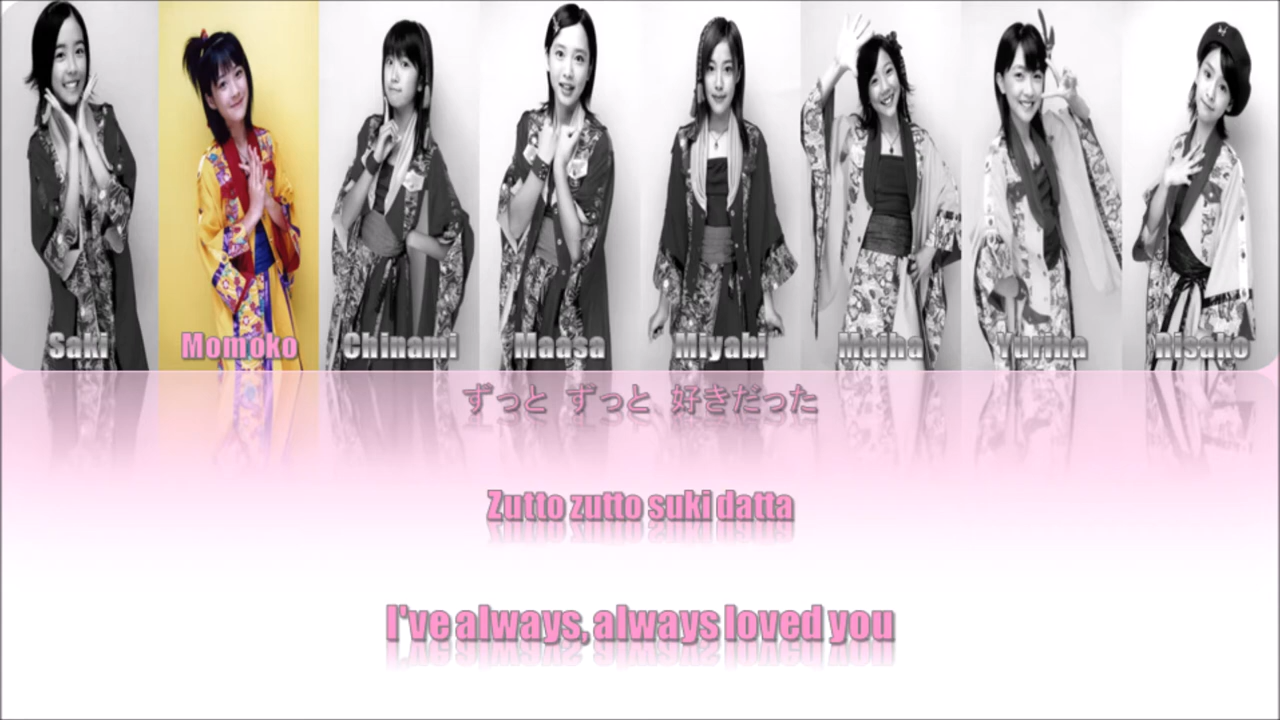 Saki Momoko Chinami Maasa Miyabi Maiha Yurina Risako
ずっと ずっと 好きだった
Zutto zutto suki datta
I've always, always loved you